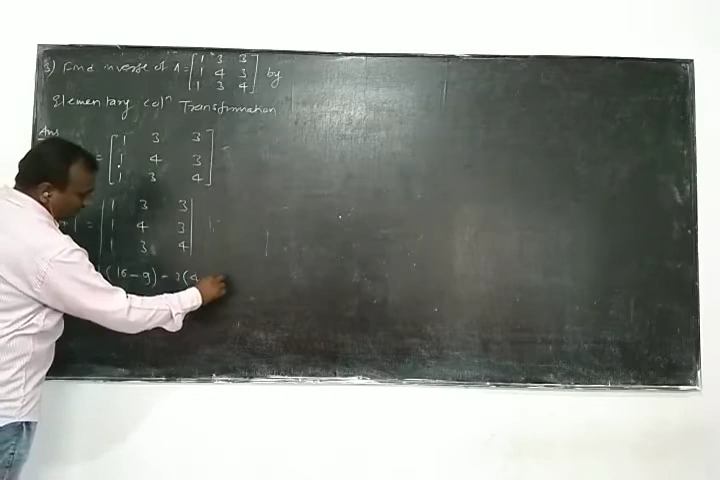 3) Find inverse of A = [ 1 3 3
1 4 3
1 3 4 ] by
Elementary colⁿ Transformation
Ans
= [ 1 3 3
1 4 3
1 3 4 ] -
1 = | 1 3 3
1 4 3
1 3 4 |
(16 - 9) - 3(4